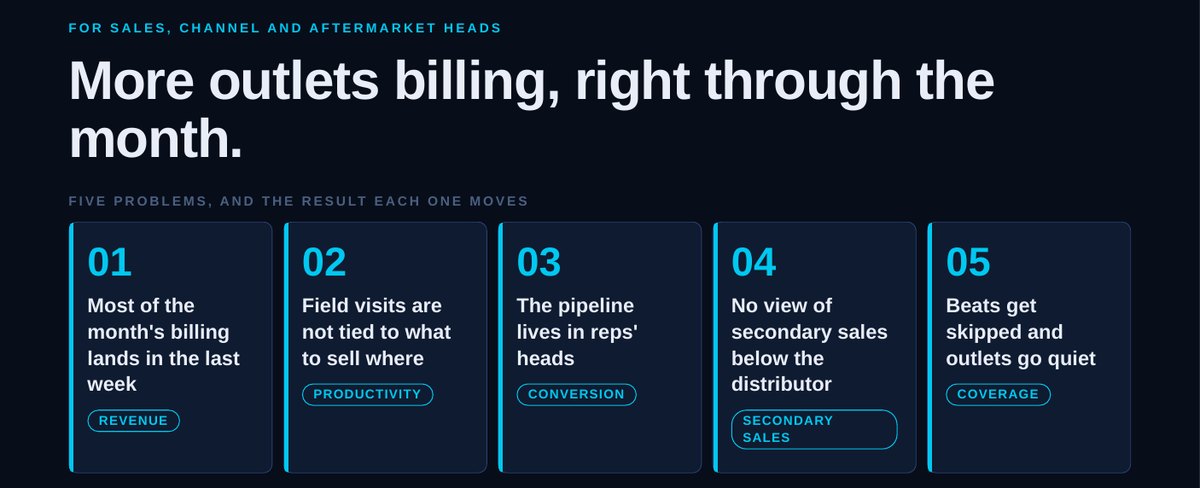 FOR SALES, CHANNEL AND AFTERMARKET HEADS
More outlets billing, right through the
month.
FIVE PROBLEMS, AND THE RESULT EACH ONE MOVES
01
Most of the
month's billing
lands in the last
week
REVENUE
02
Field visits are
not tied to what
to sell where
PRODUCTIVITY
03
The pipeline
lives in reps'
heads
CONVERSION
04
No view of
secondary sales
below the
distributor
SECONDARY
SALES
05
Beats get
skipped and
outlets go quiet
COVERAGE